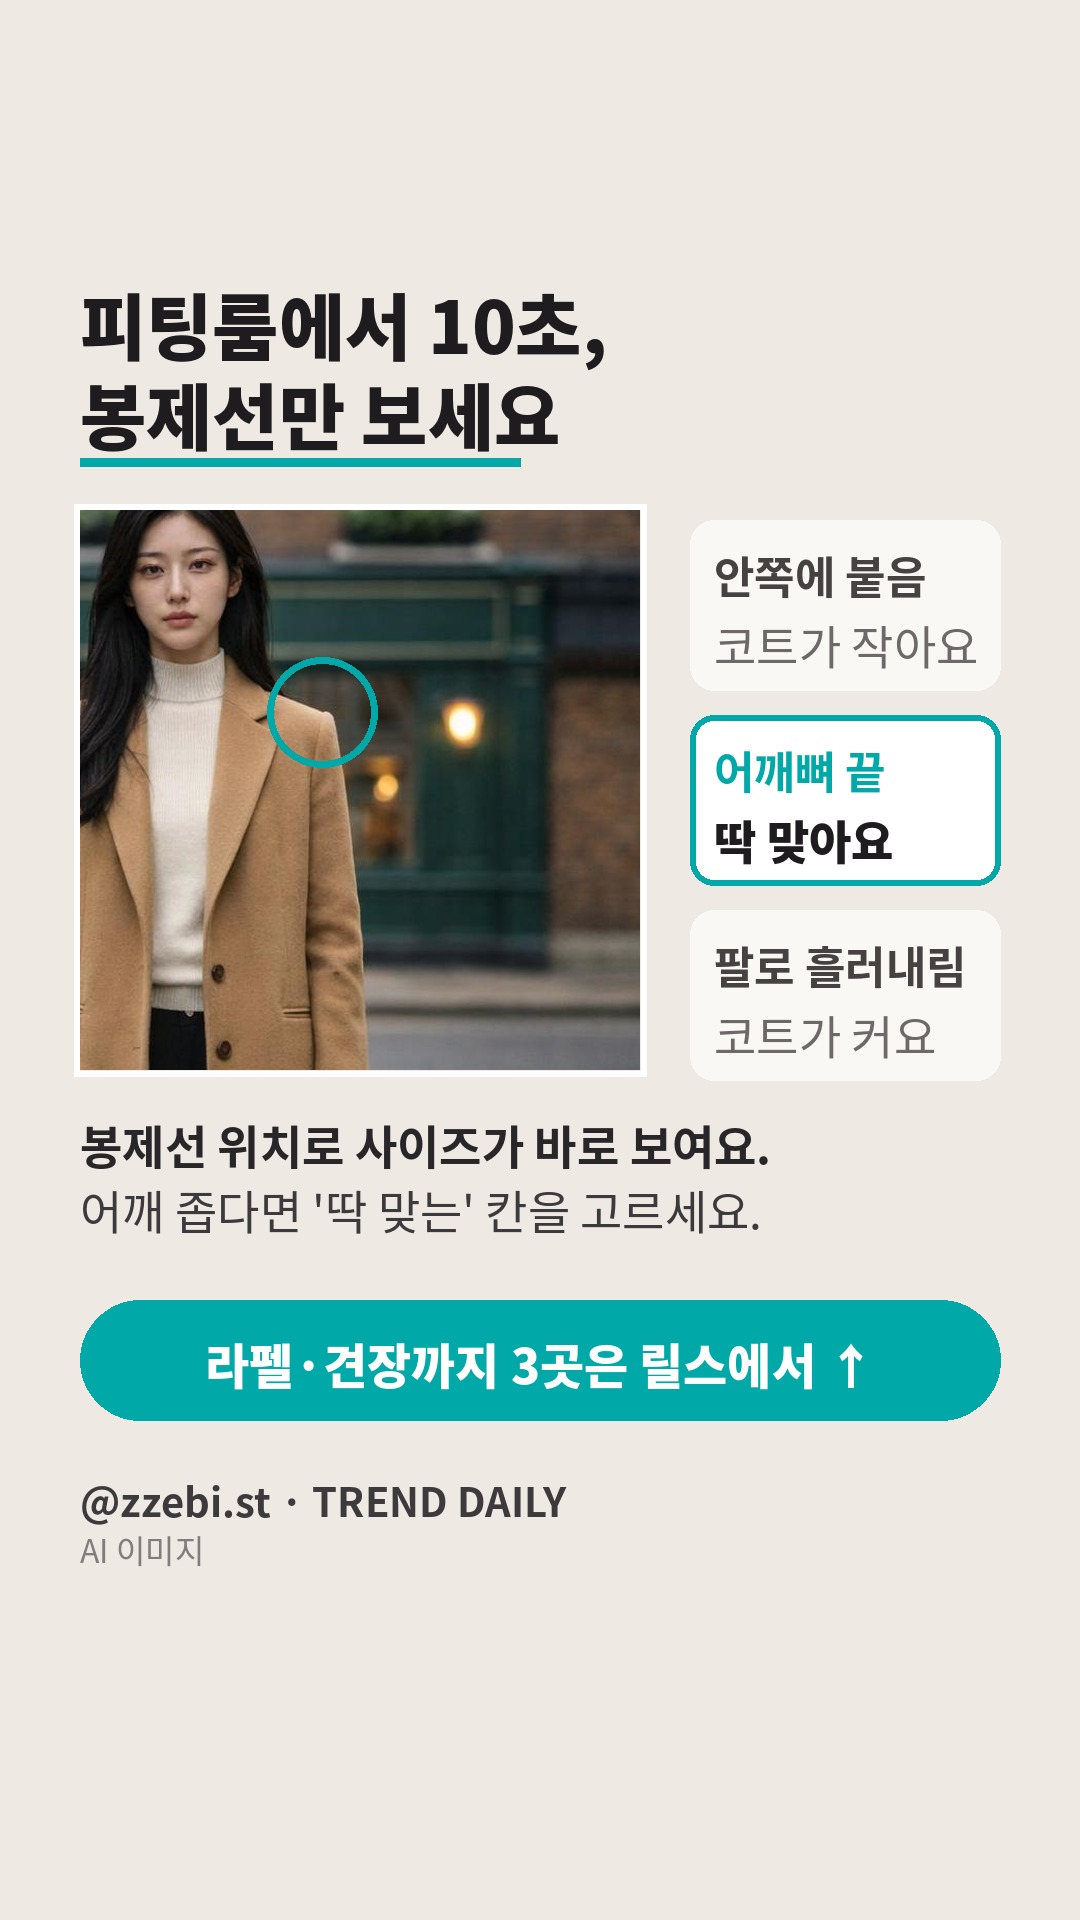 피팅룸에서 10초,
봉제선만 보세요
안쪽에 붙음
코트가 작아요
어깨뼈 끝
딱 맞아요
팔로 흘러내림
코트가 커요
봉제선 위치로 사이즈가 바로 보여요.
어깨 좁다면 '딱 맞는' 칸을 고르세요.
라펠·견장까지 3곳은 릴스에서 ↑
@zzebi.st · TREND DAILY
AI 이미지